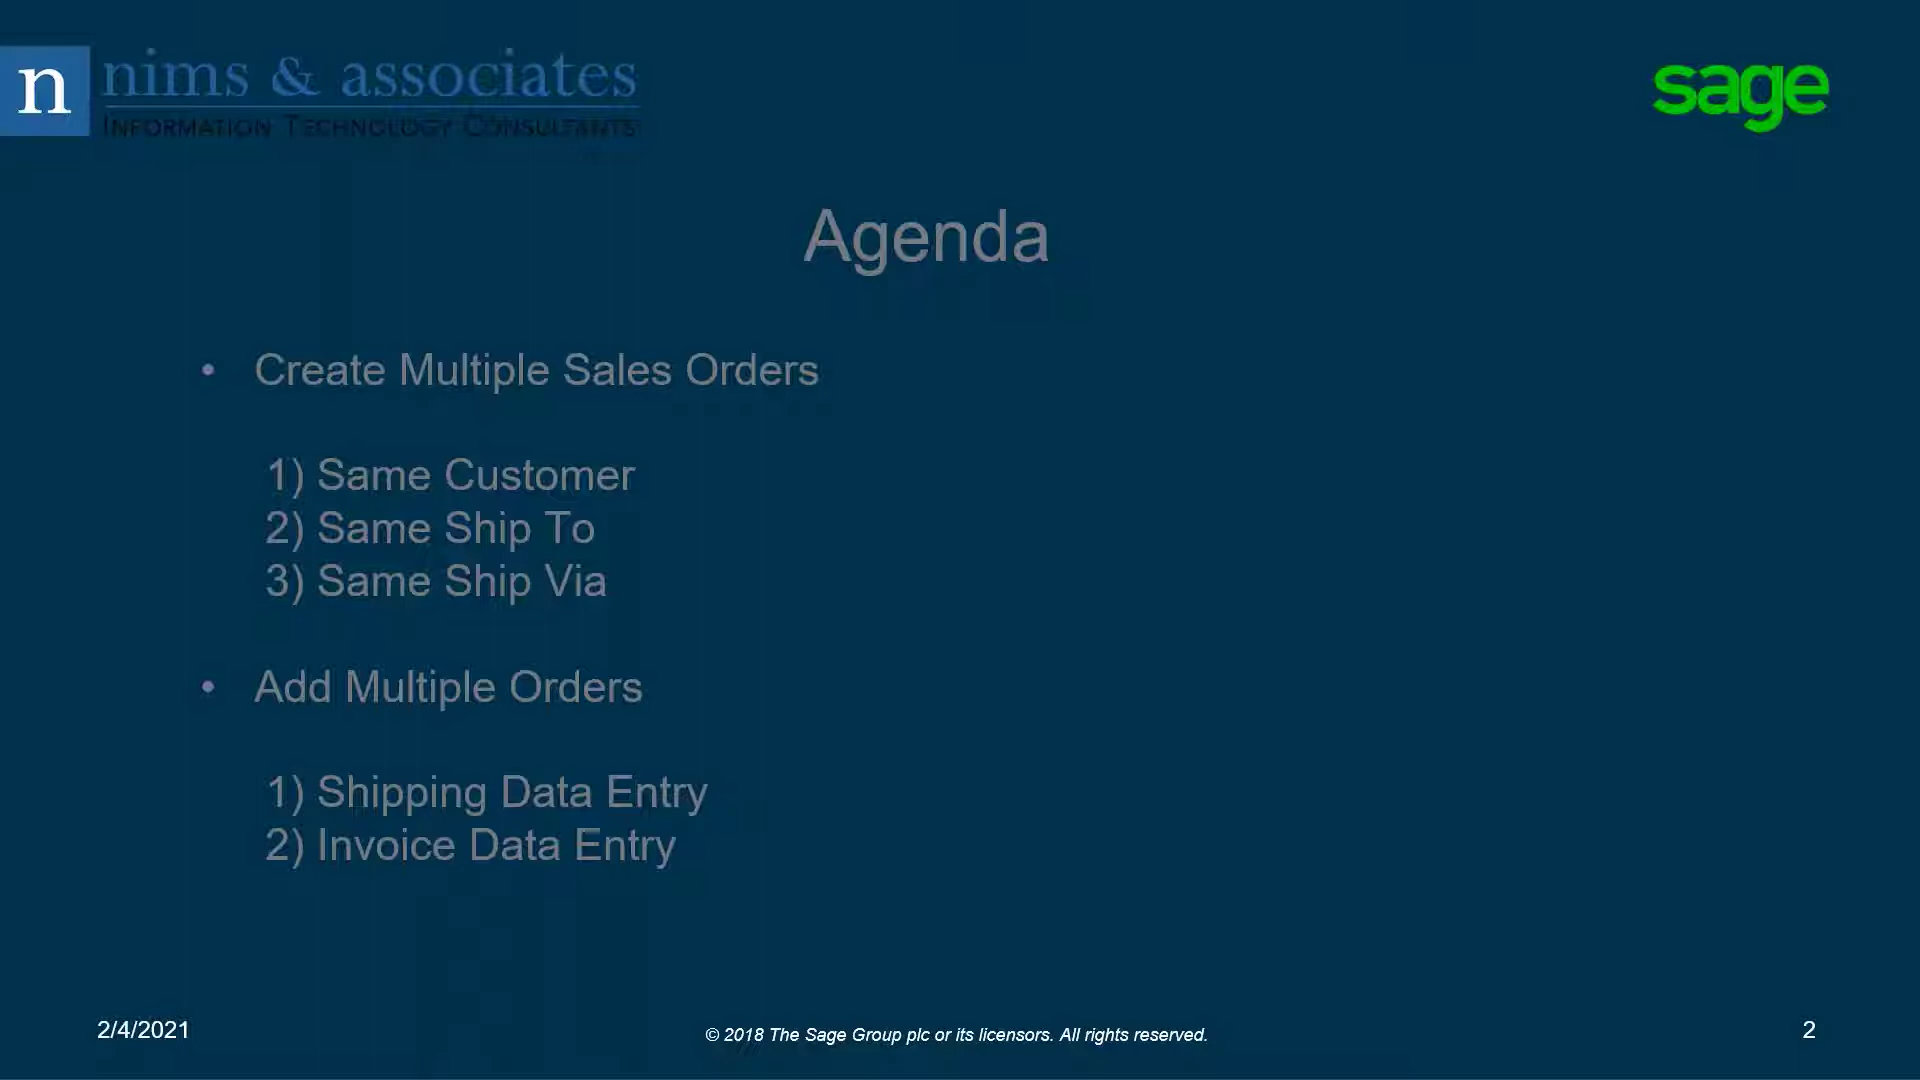 n nims & associates
INFORMATION TECHNOLOGY CONSULTANTS
sage
Agenda
• Create Multiple Sales Orders
1) Same Customer
2) Same Ship To
3) Same Ship Via
• Add Multiple Orders
1) Shipping Data Entry
2) Invoice Data Entry
2/4/2021
© 2018 The Sage Group plc or its licensors. All rights reserved.
2